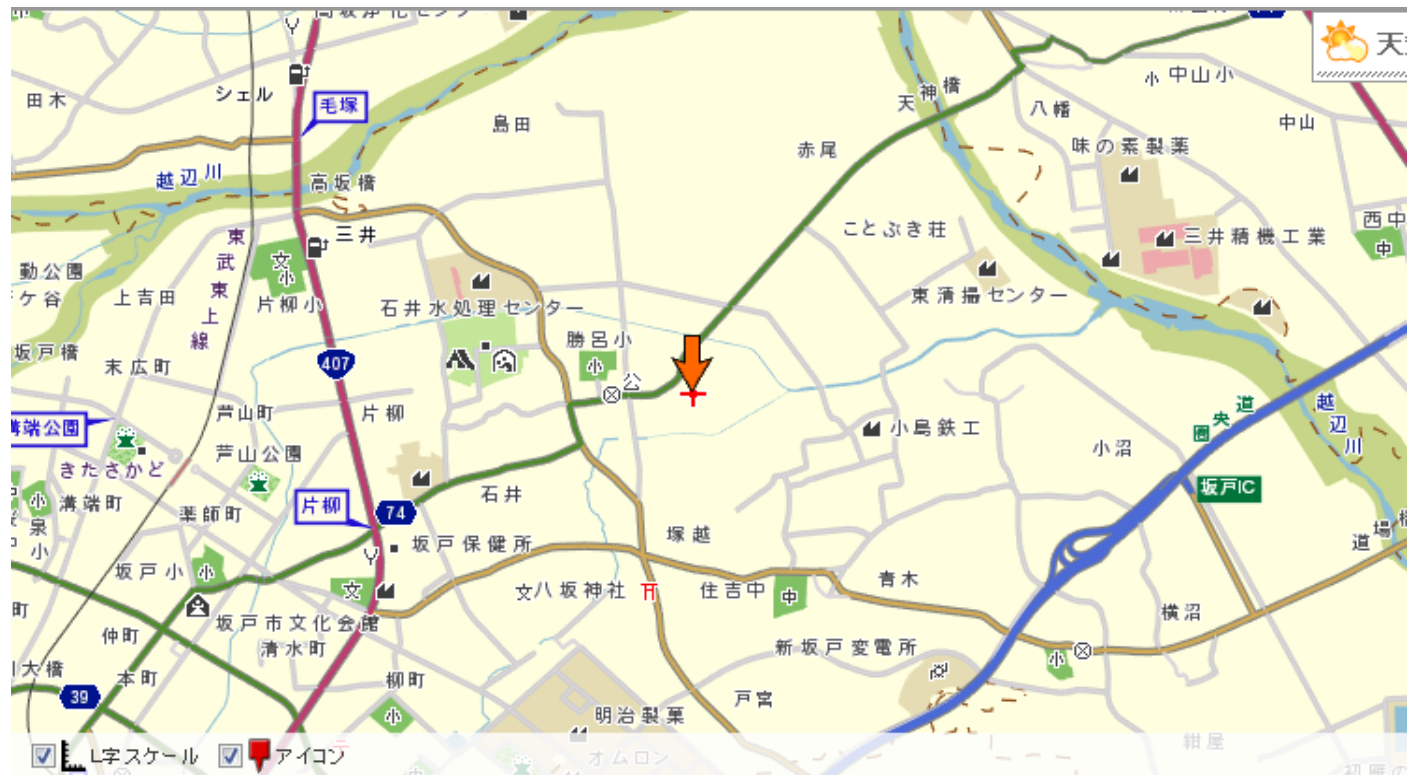 天
中山小
小
田木
シェル
毛塚
島田
天神橋
八幡
中山
味の素製薬
赤尾
越辺川
高坂橋
西中
中
三井
ことぶき荘
三井精機工業
東武東上線
動公園
ケ谷
上吉田
文
小
片柳小
石井水処理センター
東清掃センター
坂戸橋
末広町
407
勝呂小
小
公
圏央道
越辺川
芦山町
片柳
溝端公園
小島鉄工
小沼
きたさかど
芦山公園
坂戸IC
小
溝端町
薬師町
片柳
74
石井
泉
小
坂戸保健所
塚越
道場橋
坂戸小
小
文
文
八坂神社
住吉中
中
青木
町
坂戸市文化会館
横沼
仲町
清水町
新坂戸変電所
小
大橋
39
本町
柳町
小
戸宮
明治製菓
紺屋
L字スケール
アイコン
オムロン